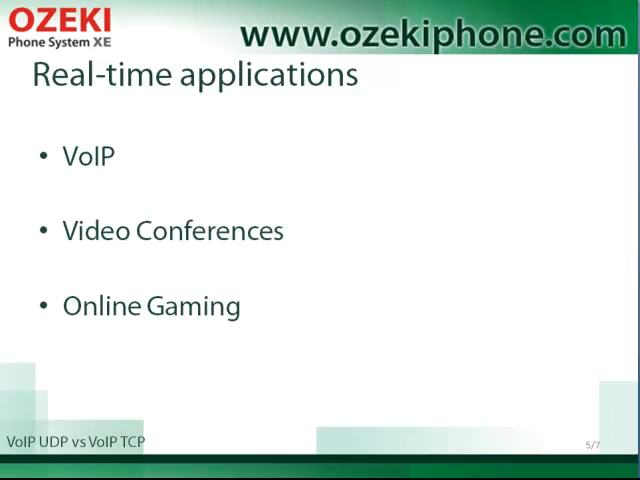 OZEKI
Phone System XE
www.ozekiphone.com
Real-time applications
• VoIP
• Video Conferences
• Online Gaming
VoIP UDP vs VoIP TCP
5/7